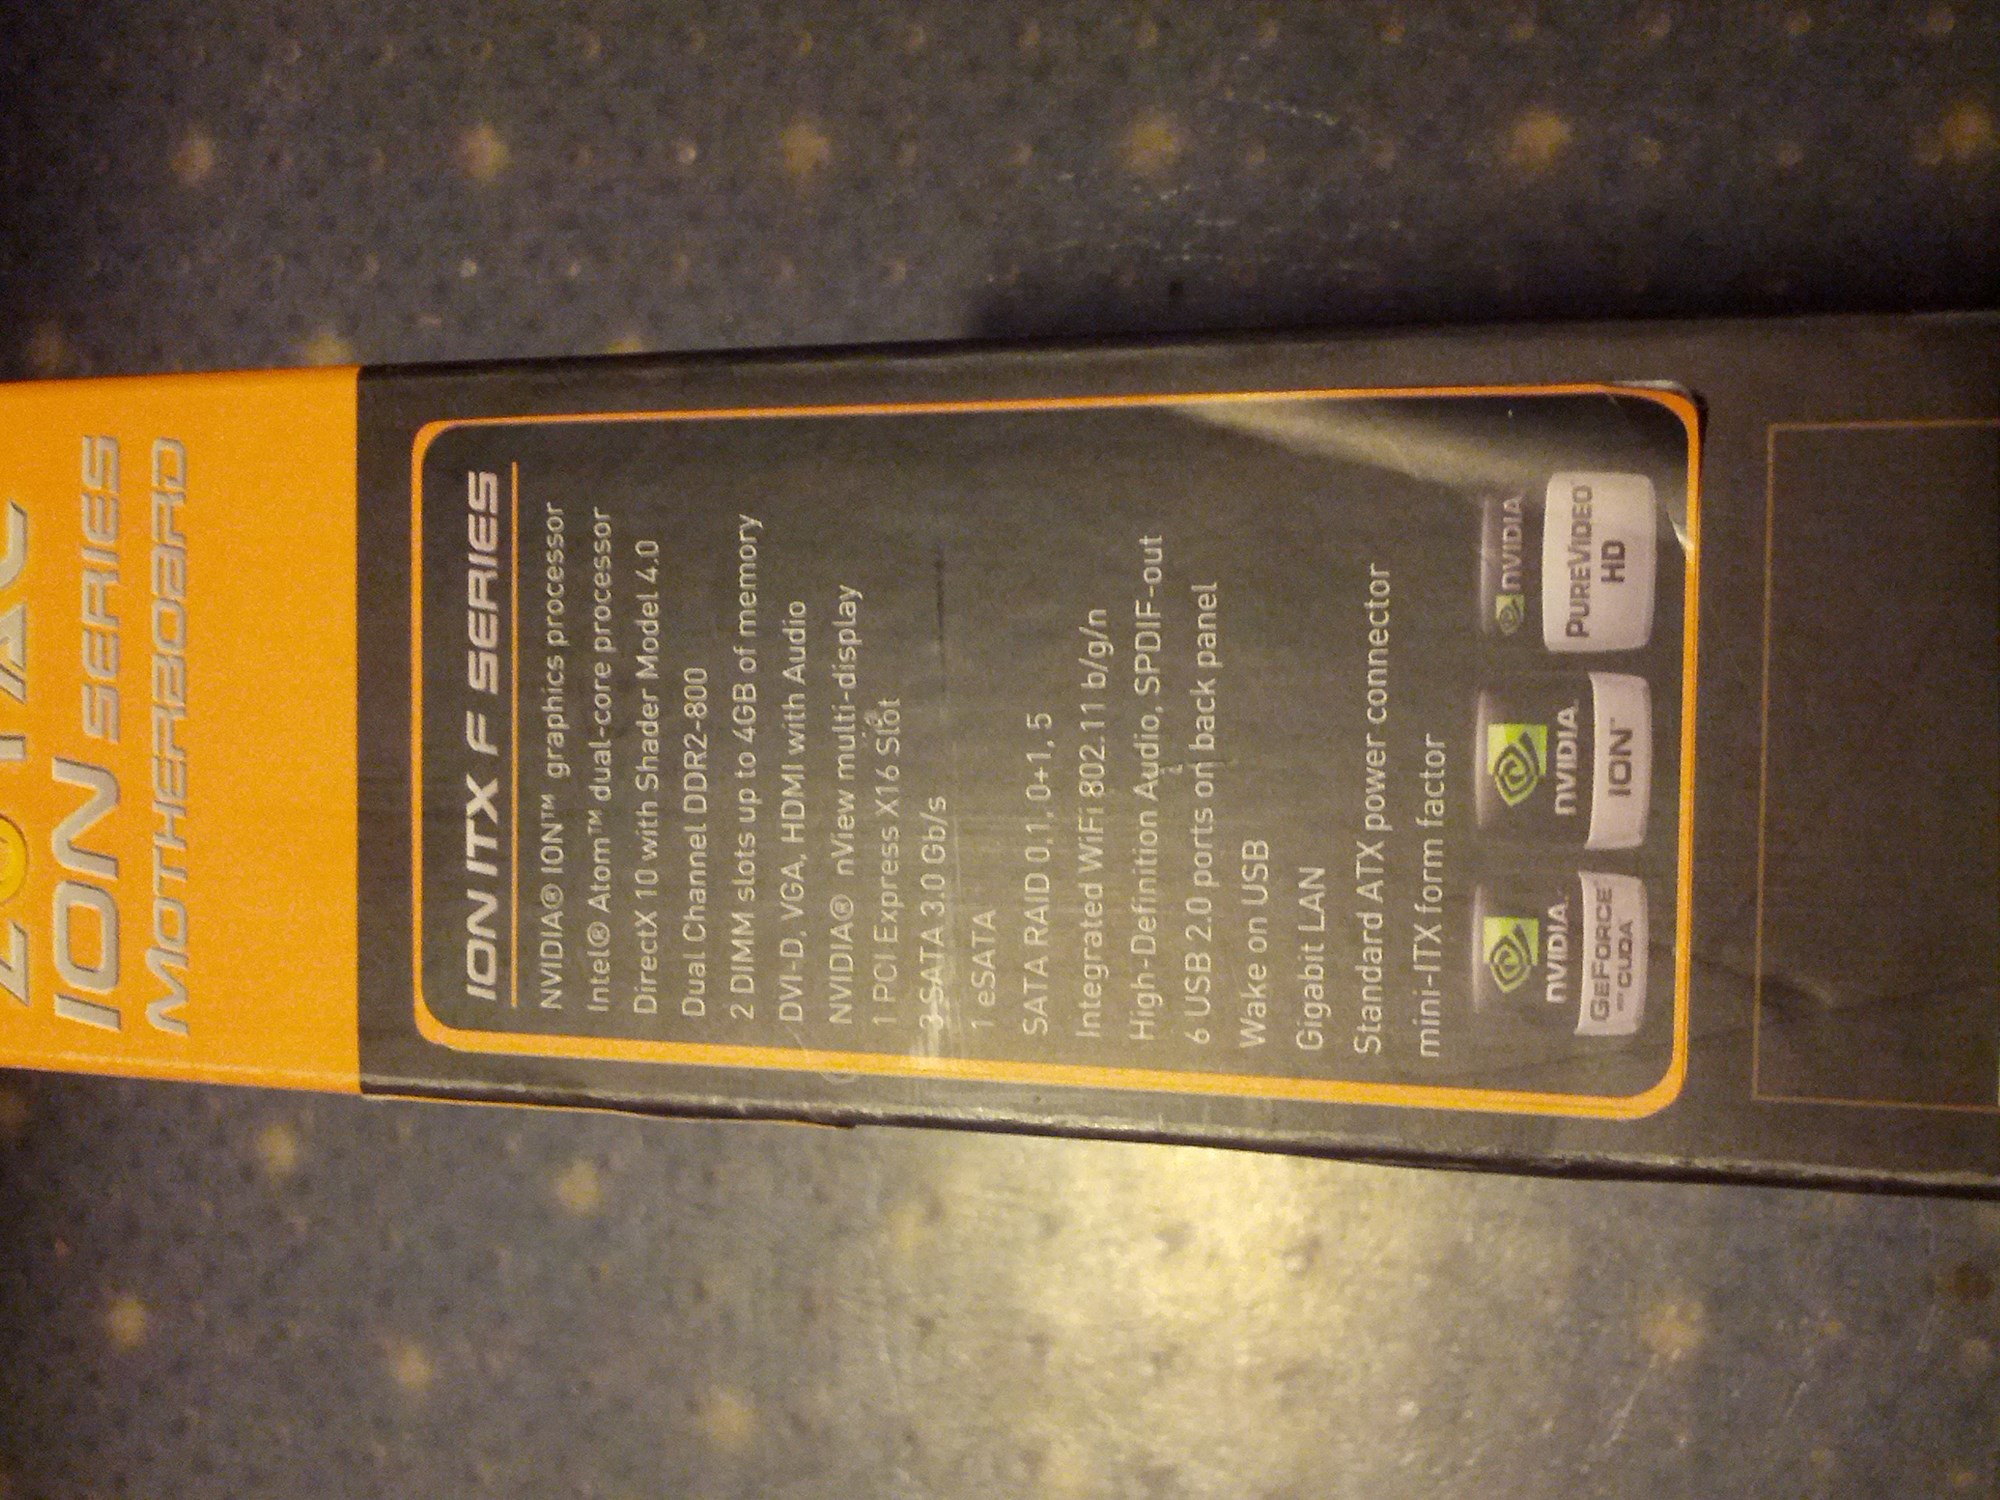 ZOTAC
ION SERIES
MOTHERBOARD
ION ITX F SERIES
NVIDIA® ION™ graphics processor
Intel® Atom™ dual-core processor
DirectX 10 with Shader Model 4.0
Dual Channel DDR2-800
2 DIMM slots up to 4GB of memory
DVI-D, VGA, HDMI with Audio
NVIDIA® nView multi-display
1 PCI Express X16 Slot
3 SATA 3.0 Gb/s
1 eSATA
SATA RAID 0,1, 0+1, 5
Integrated WiFi 802.11 b/g/n
High-Definition Audio, SPDIF-out
6 USB 2.0 ports on back panel
Wake on USB
Gigabit LAN
Standard ATX power connector
mini-ITX form factor
NVIDIA
GEFORCE
CUDA
NVIDIA
ION™
NVIDIA
PUREVIDEO
HD